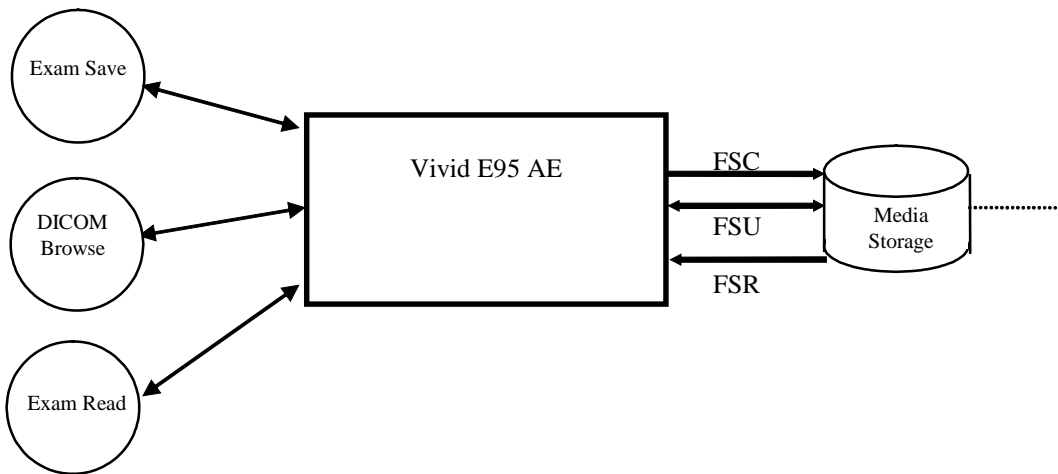 Exam Save
Vivid E95 AE
FSC
DICOM
Browse
FSU
Media
Storage
FSR
Exam Read